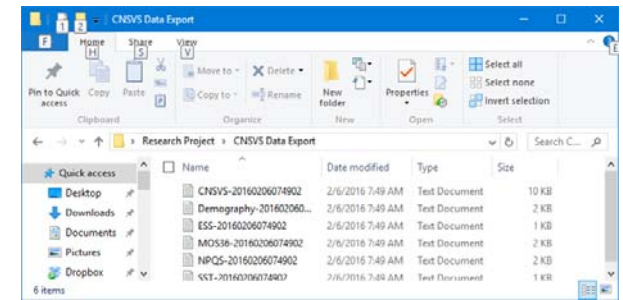 1 2 CNSVS Data Export
F Home Share View
H S V E
Pin to Quick access
Copy
Paste
Move to
Copy to
Delete
Rename
New folder
Properties
Select all
Select none
Invert selection
Clipboard Organize New Open Select
Research Project › CNSVS Data Export Search C...
Quick access
Desktop
Downloads
Documents
Pictures
Dropbox
Name Date modified Type Size
CNSVS-20160206074902 2/6/2016 7:49 AM Text Document 10 KB
Demography-201602060... 2/6/2016 7:49 AM Text Document 2 KB
ESS-20160206074902 2/6/2016 7:49 AM Text Document 1 KB
MOS36-20160206074902 2/6/2016 7:49 AM Text Document 2 KB
NPQS-20160206074902 2/6/2016 7:49 AM Text Document 2 KB
SST-20160206074902 2/6/2016 7:49 AM Text Document 1 KB
6 items